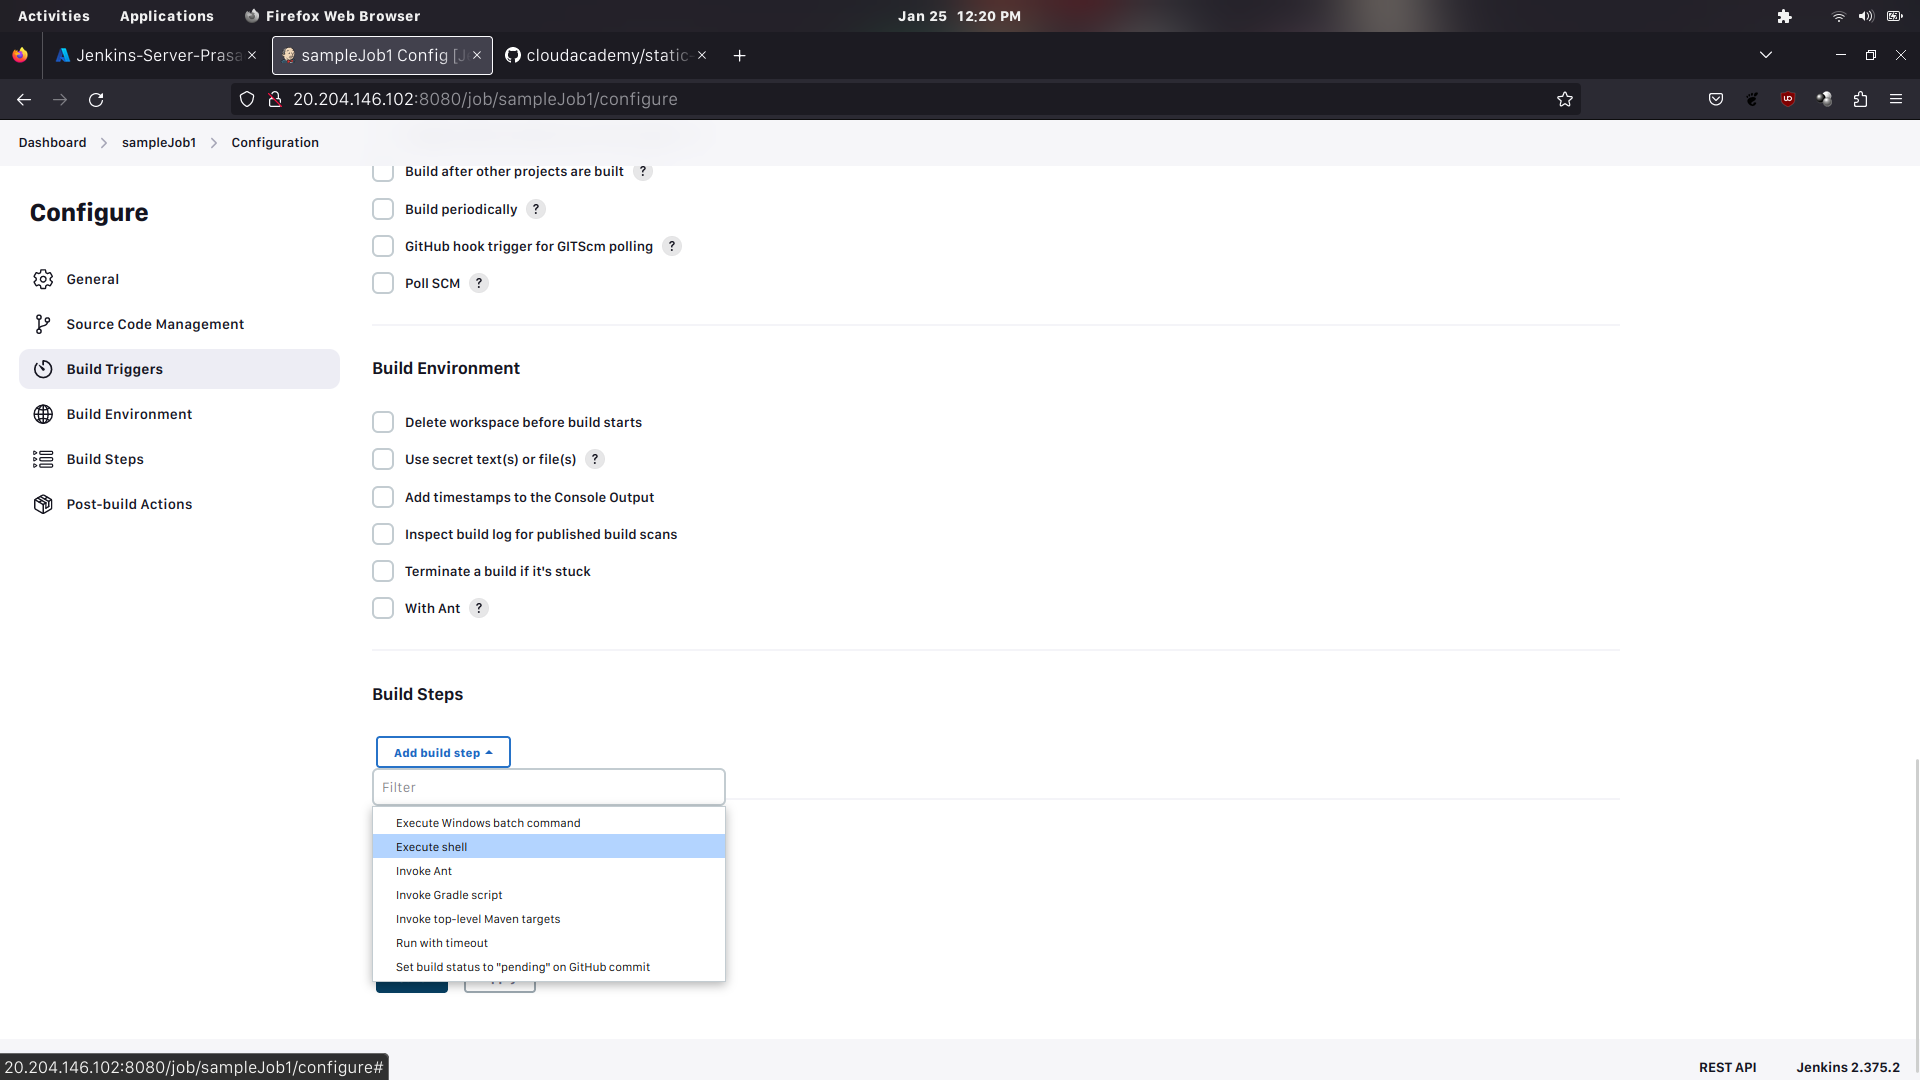 Activities Applications Firefox Web Browser Jan 25 12:20 PM
Jenkins-Server-Prasa sampleJob1 Config [J cloudacademy/static-
20.204.146.102:8080/job/sampleJob1/configure
Dashboard sampleJob1 Configuration
Build after other projects are built ?
Configure
Build periodically ?
GitHub hook trigger for GITScm polling ?
General
Poll SCM ?
Source Code Management
Build Triggers
Build Environment
Build Environment
Delete workspace before build starts
Build Steps
Use secret text(s) or file(s) ?
Add timestamps to the Console Output
Post-build Actions
Inspect build log for published build scans
Terminate a build if it's stuck
With Ant ?
Build Steps
Add build step
Filter
Execute Windows batch command
Execute shell
Invoke Ant
Invoke Gradle script
Invoke top-level Maven targets
Run with timeout
Set build status to "pending" on GitHub commit
20.204.146.102:8080/job/sampleJob1/configure#
REST API Jenkins 2.375.2